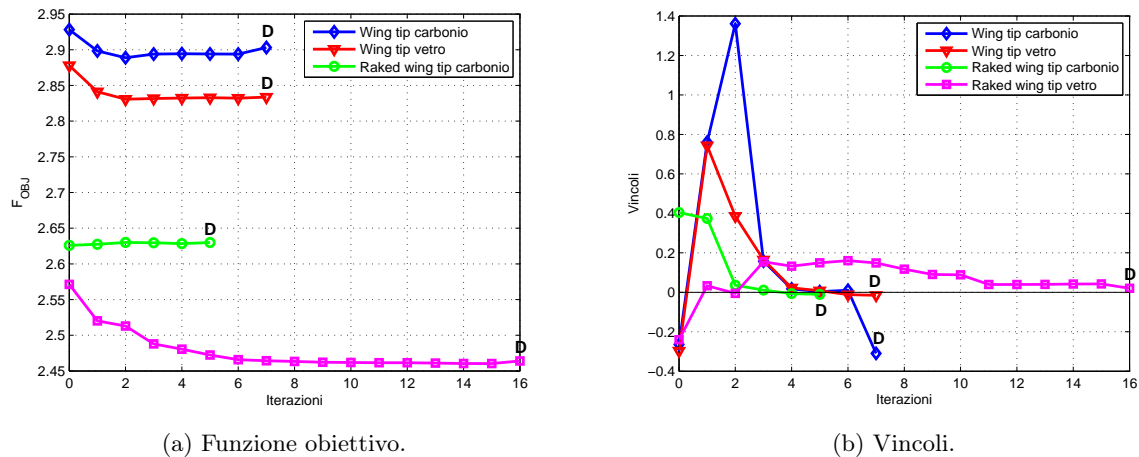 2.95
2.9
2.85
2.8
2.75
2.7
2.65
2.6
2.55
2.5
2.45
F_OBJ
D
D
D
D
Wing tip carbonio
Wing tip vetro
Raked wing tip carbonio
0 2 4 6 8 10 12 14 16
Iterazioni
(a) Funzione obiettivo.
1.4
1.2
1
0.8
0.6
0.4
0.2
0
−0.2
−0.4
Vincoli
Wing tip carbonio
Wing tip vetro
Raked wing tip carbonio
Raked wing tip vetro
D
D
D
D
0 2 4 6 8 10 12 14 16
Iterazioni
(b) Vincoli.